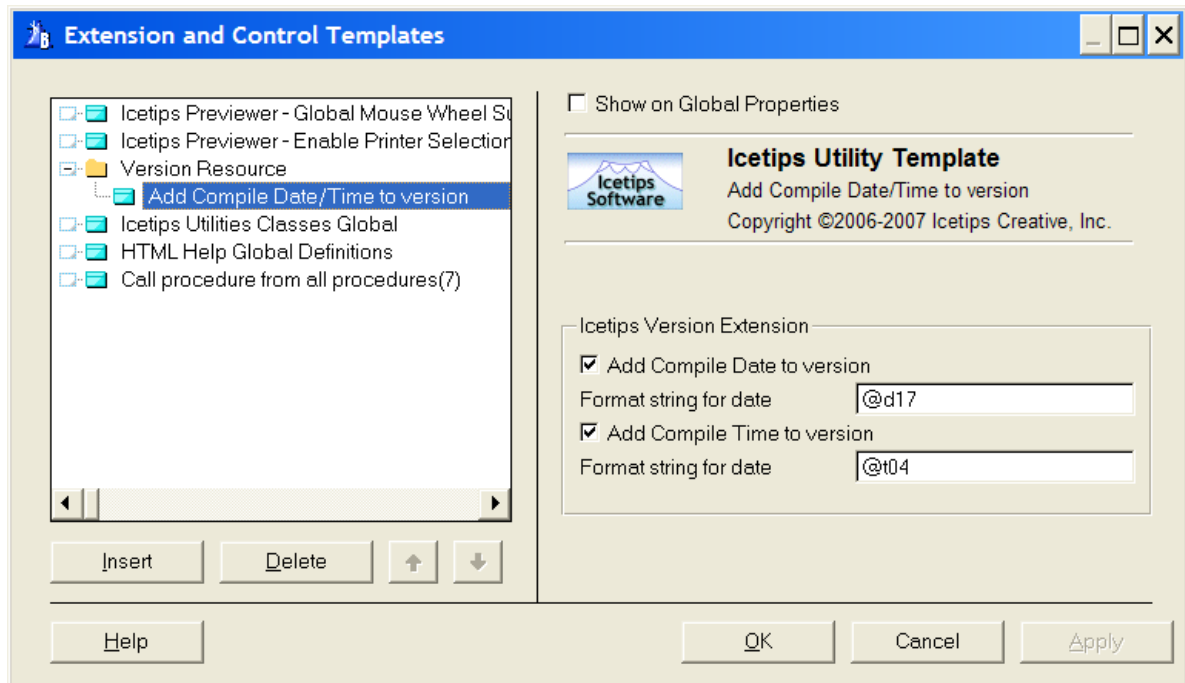 Extension and Control Templates
Icetips Previewer - Global Mouse Wheel Su
Icetips Previewer - Enable Printer Selection
Version Resource
Add Compile Date/Time to version
Icetips Utilities Classes Global
HTML Help Global Definitions
Call procedure from all procedures(7)
Insert
Delete
Show on Global Properties
Icetips
Software
Icetips Utility Template
Add Compile Date/Time to version
Copyright ©2006-2007 Icetips Creative, Inc.
Icetips Version Extension
Add Compile Date to version
Format string for date @d17
Add Compile Time to version
Format string for date @t04
Help
OK
Cancel
Apply